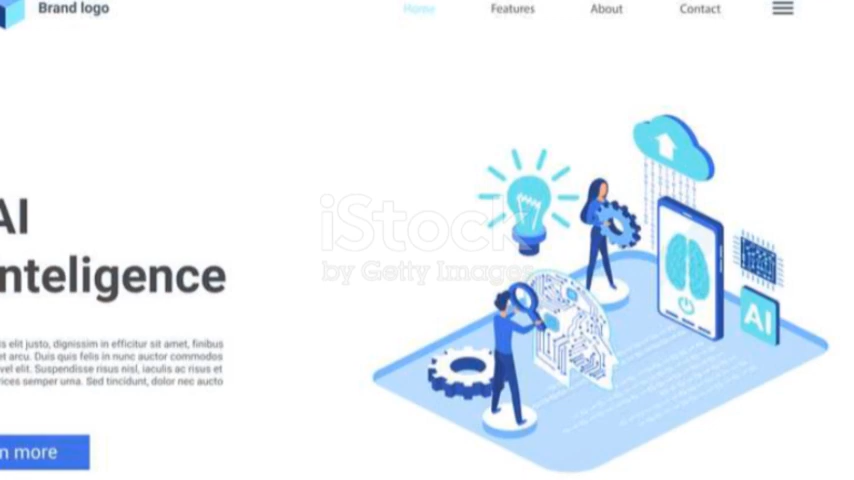 Brand logo
Home Features About Contact
AI
nteligence
s elit justo, dignissim in efficitur sit amet, finibus
et arcu. Duis quis felis in nunc auctor commodos
vel elit. Suspendisse risus nisl, iaculis ac risus et
rices semper urna. Sed tincidunt, dolor nec aucto
n more
iStock
by Getty Images
AI